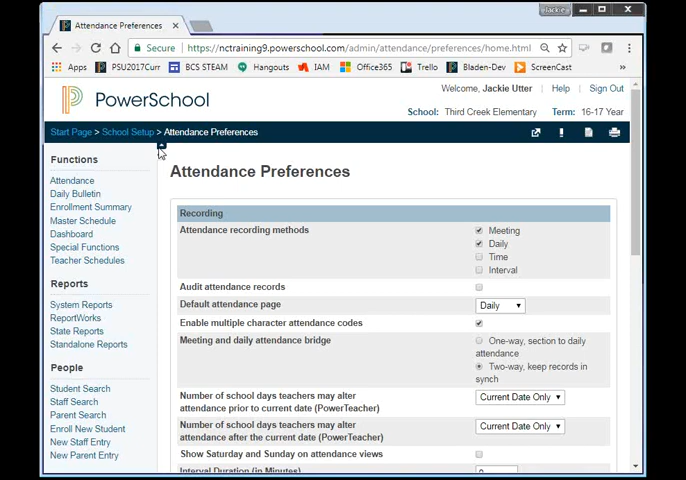 Jackie
Attendance Preferences
Secure
https://nctraining9.powerschool.com/admin/attendance/preferences/home.html
Apps
PSU2017Curr
BCS STEAM
Hangouts
IAM
Office365
Trello
Bladen-Dev
ScreenCast
»
PowerSchool
Welcome, Jackie Utter
Help
Sign Out
School: Third Creek Elementary
Term: 16-17 Year
Start Page > School Setup > Attendance Preferences
Functions
Attendance
Daily Bulletin
Enrollment Summary
Master Schedule
Dashboard
Special Functions
Teacher Schedules
Reports
System Reports
ReportWorks
State Reports
Standalone Reports
People
Student Search
Staff Search
Parent Search
Enroll New Student
New Staff Entry
New Parent Entry
Attendance Preferences
Recording
Attendance recording methods
Meeting
Daily
Time
Interval
Audit attendance records
Default attendance page
Daily
Enable multiple character attendance codes
Meeting and daily attendance bridge
One-way, section to daily
attendance
Two-way, keep records in
synch
Number of school days teachers may alter
attendance prior to current date (PowerTeacher)
Current Date Only
Number of school days teachers may alter
attendance after the current date (PowerTeacher)
Current Date Only
Show Saturday and Sunday on attendance views
Interval Duration (in Minutes)
0